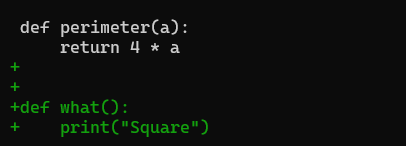 def perimeter(a):
     return 4 * a
+
+
+def what():
+    print("Square")